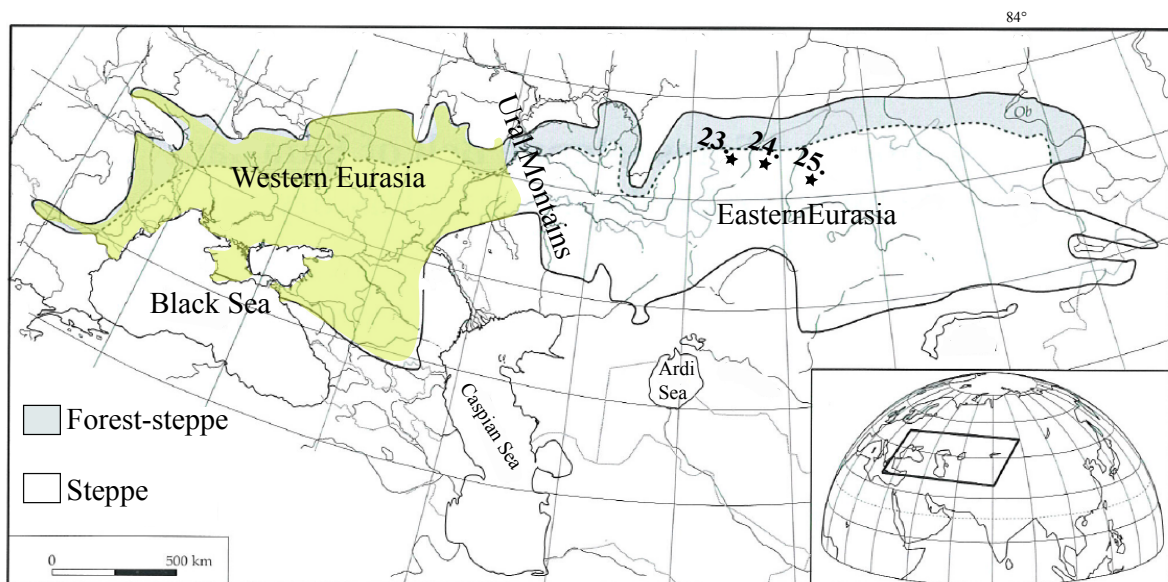 84°
Ural Montains
Ob
23.
24.
25.
Western Eurasia
EasternEurasia
Black Sea
Caspian Sea
Ardi
Sea
Forest-steppe
Steppe
0 500 km